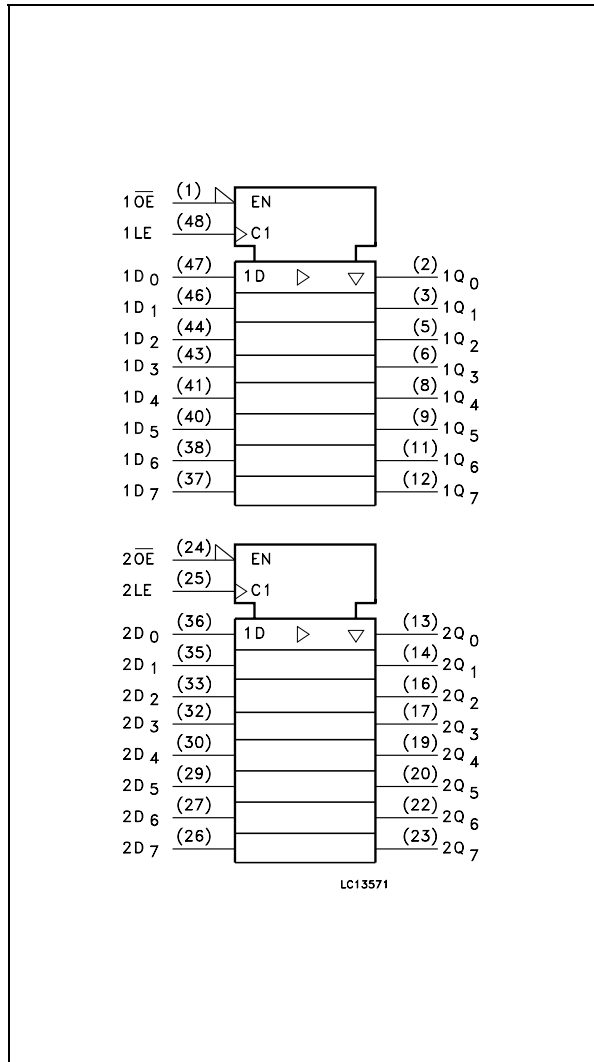 1OE (1) EN
1LE (48) C1
1D0 (47) 1D (2) 1Q0
1D1 (46) (3) 1Q1
1D2 (44) (5) 1Q2
1D3 (43) (6) 1Q3
1D4 (41) (8) 1Q4
1D5 (40) (9) 1Q5
1D6 (38) (11) 1Q6
1D7 (37) (12) 1Q7
2OE (24) EN
2LE (25) C1
2D0 (36) 1D (13) 2Q0
2D1 (35) (14) 2Q1
2D2 (33) (16) 2Q2
2D3 (32) (17) 2Q3
2D4 (30) (19) 2Q4
2D5 (29) (20) 2Q5
2D6 (27) (22) 2Q6
2D7 (26) (23) 2Q7
LC13571